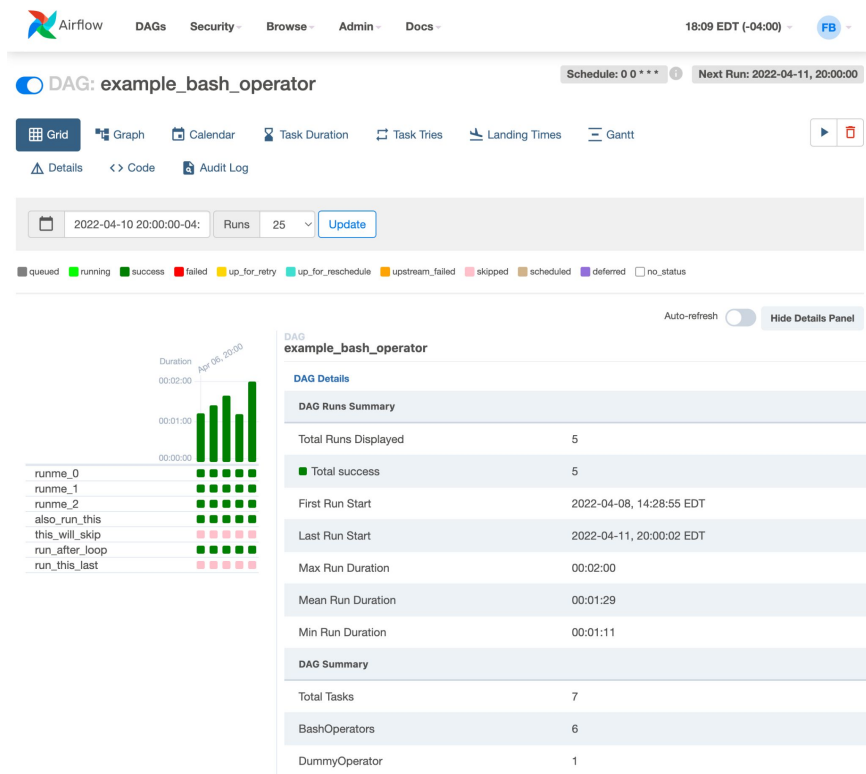 Airflow DAGs Security Browse Admin Docs 18:09 EDT (-04:00) FB
DAG: example_bash_operator Schedule: 0 0 * * * i Next Run: 2022-04-11, 20:00:00
Grid Graph Calendar Task Duration Task Tries Landing Times Gantt
Details Code Audit Log
2022-04-10 20:00:00-04: Runs 25 Update
queued running success failed up_for_retry up_for_reschedule upstream_failed skipped scheduled deferred no_status
Auto-refresh Hide Details Panel
DAG
example_bash_operator
Duration Apr 06, 20:00
00:02:00
00:01:00
00:00:00
runme_0
runme_1
runme_2
also_run_this
this_will_skip
run_after_loop
run_this_last
DAG Details
DAG Runs Summary
Total Runs Displayed 5
Total success 5
First Run Start 2022-04-08, 14:28:55 EDT
Last Run Start 2022-04-11, 20:00:02 EDT
Max Run Duration 00:02:00
Mean Run Duration 00:01:29
Min Run Duration 00:01:11
DAG Summary
Total Tasks 7
BashOperators 6
DummyOperator 1